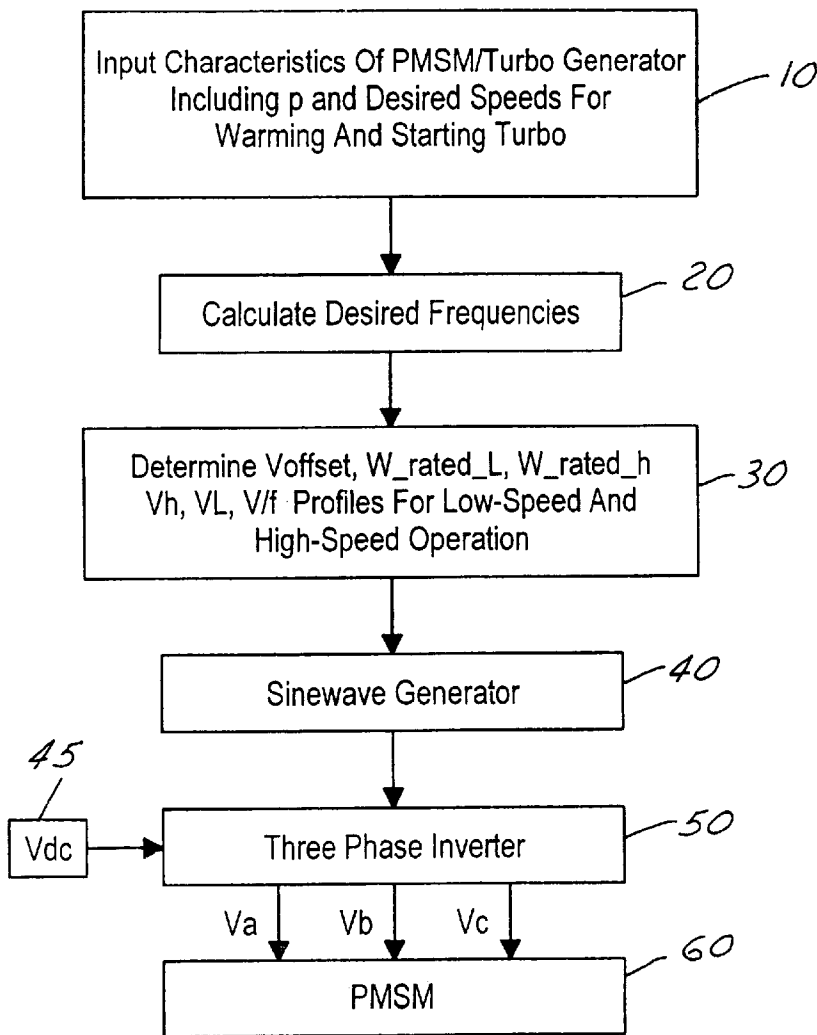 Input Characteristics Of PMSM/Turbo Generator
Including p and Desired Speeds For
Warming And Starting Turbo
10
20
Calculate Desired Frequencies
Determine Voffset, W_rated_L, W_rated_h
Vh, VL, V/f Profiles For Low-Speed And
High-Speed Operation
30
Sinewave Generator
40
45
Vdc
Three Phase Inverter
50
Va Vb Vc
PMSM
60